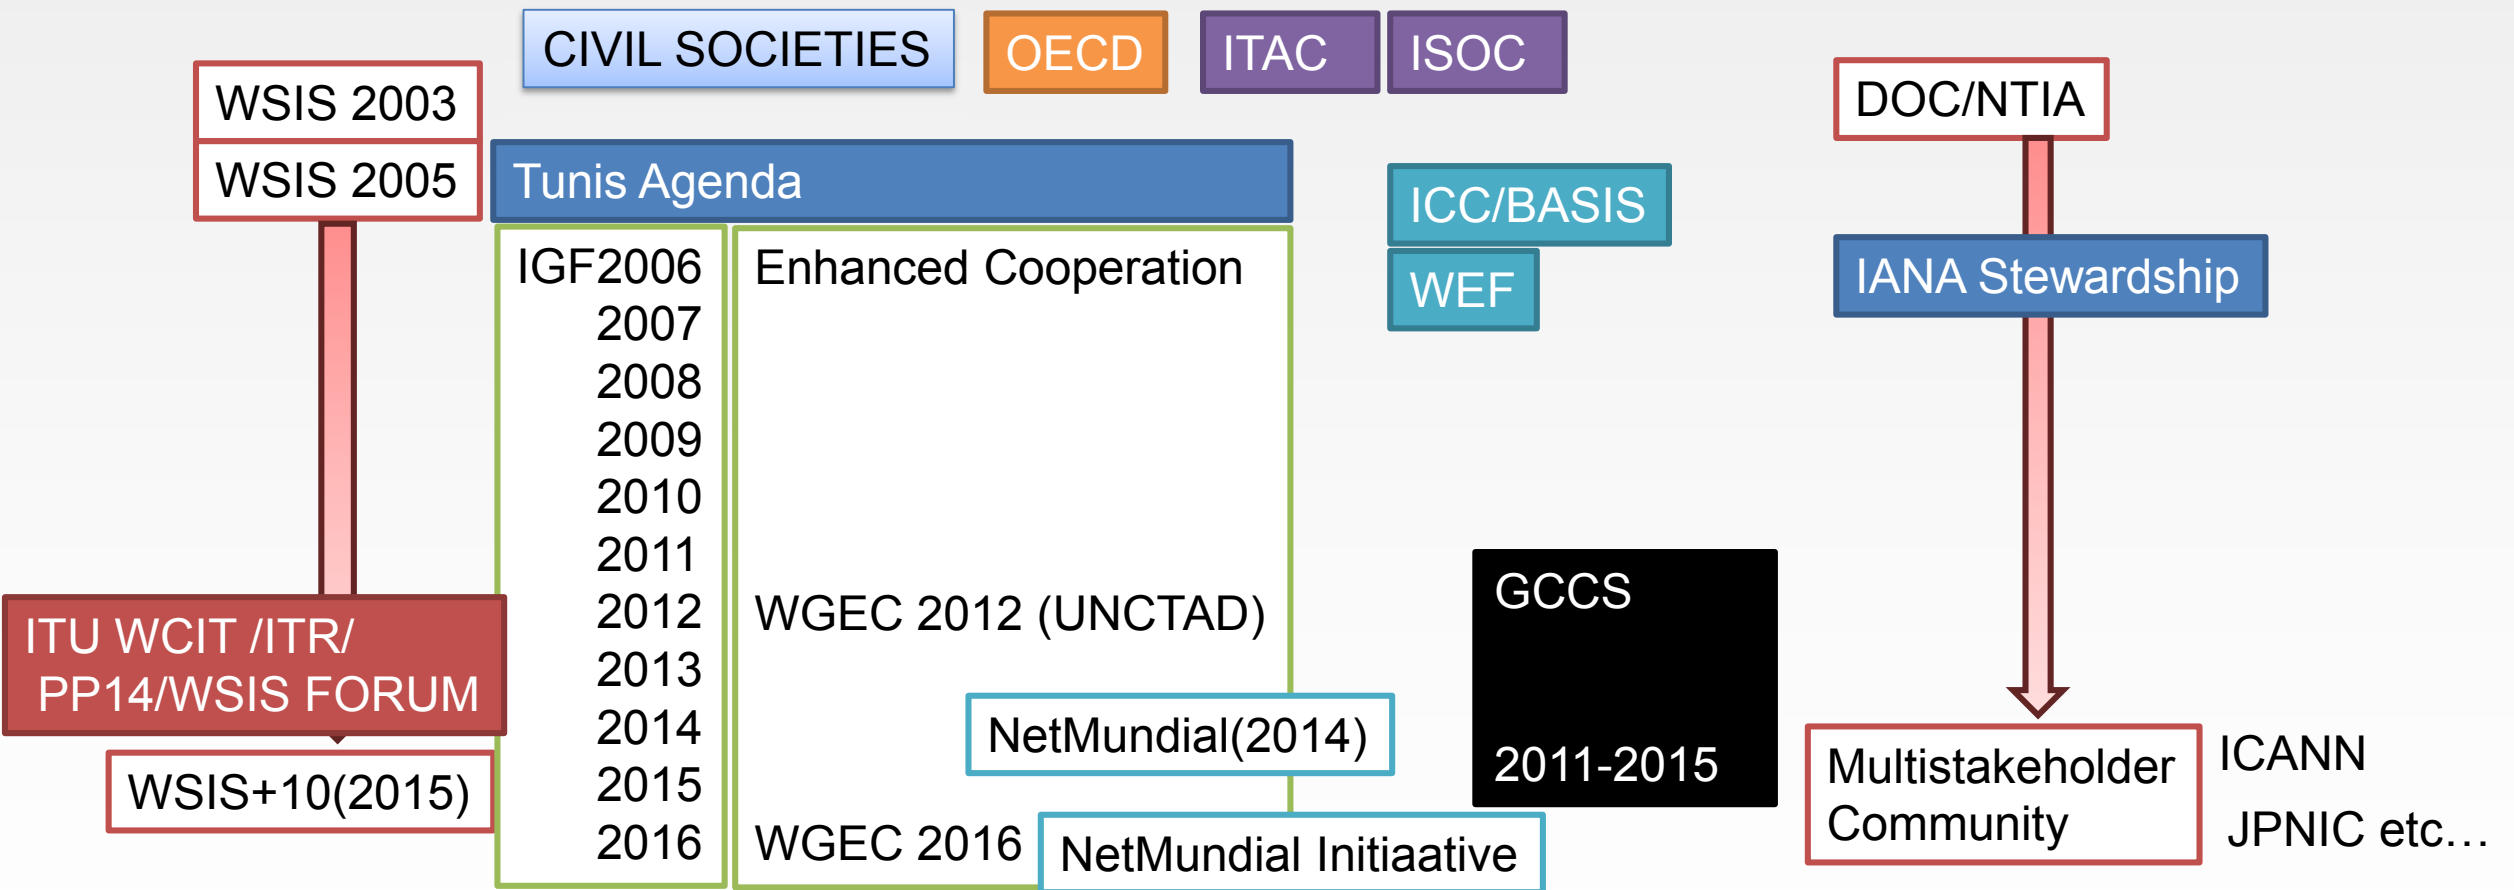 CIVIL SOCIETIES
OECD
ITAC
ISOC
WSIS 2003
WSIS 2005
DOC/NTIA
Tunis Agenda
ICC/BASIS
WEF
IANA Stewardship
IGF2006
2007
2008
2009
2010
2011
2012
2013
2014
2015
2016
Enhanced Cooperation
WGEC 2012 (UNCTAD)
WGEC 2016
ITU WCIT /ITR/
PP14/WSIS FORUM
WSIS+10(2015)
NetMundial(2014)
NetMundial Initiaative
GCCS
2011-2015
Multistakeholder
Community
ICANN
JPNIC etc…